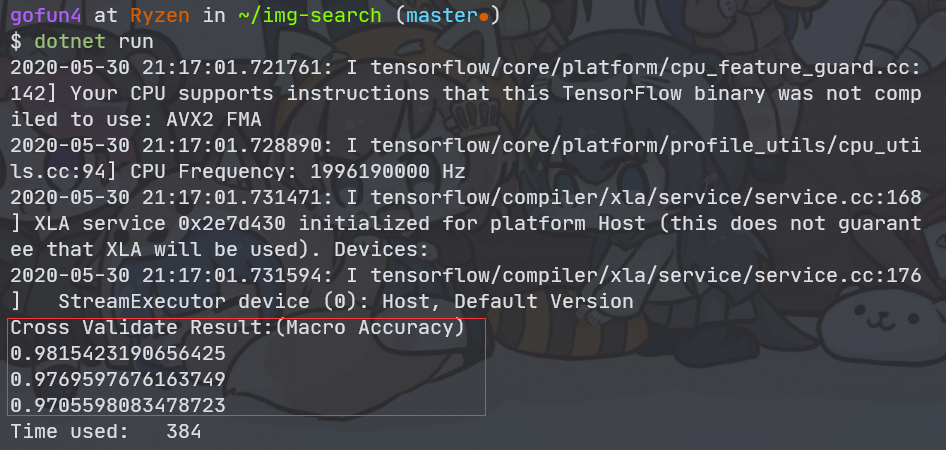 gofun4 at Ryzen in ~/img-search (master●)
$ dotnet run
2020-05-30 21:17:01.721761: I tensorflow/core/platform/cpu_feature_guard.cc:
142] Your CPU supports instructions that this TensorFlow binary was not comp
iled to use: AVX2 FMA
2020-05-30 21:17:01.728890: I tensorflow/core/platform/profile_utils/cpu_uti
ls.cc:94] CPU Frequency: 1996190000 Hz
2020-05-30 21:17:01.731471: I tensorflow/compiler/xla/service/service.cc:168
] XLA service 0x2e7d430 initialized for platform Host (this does not guarant
ee that XLA will be used). Devices:
2020-05-30 21:17:01.731594: I tensorflow/compiler/xla/service/service.cc:176
]   StreamExecutor device (0): Host, Default Version
Cross Validate Result:(Macro Accuracy)
0.9815423190656425
0.9769597676163749
0.9705598083478723
Time used:   384